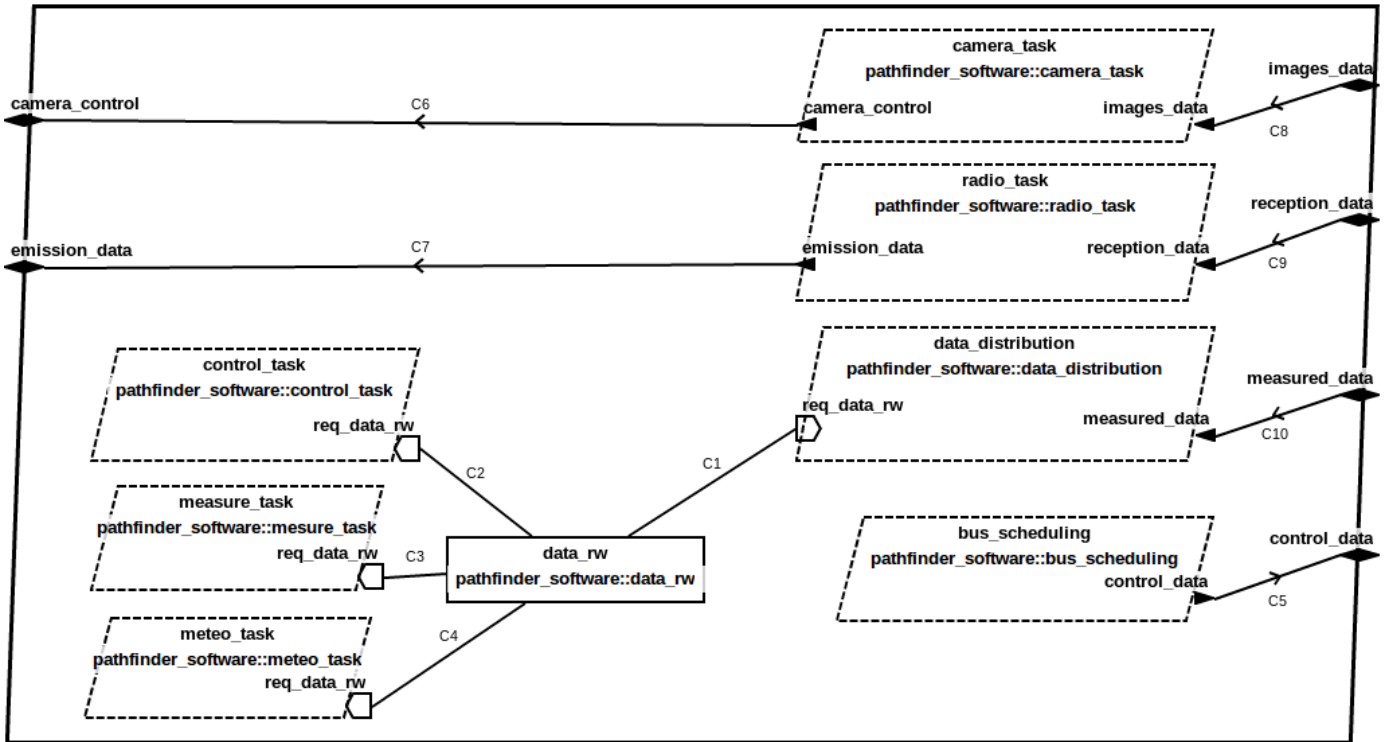 camera_task
pathfinder_software::camera_task
images_data
camera_control
C6
camera_control
images_data
C8
radio_task
pathfinder_software::radio_task
reception_data
emission_data
C7
emission_data
reception_data
C9
data_distribution
pathfinder_software::data_distribution
control_task
pathfinder_software::control_task
measured_data
req_data_rw
measured_data
req_data_rw
C10
C2
C1
measure_task
pathfinder_software::mesure_task
req_data_rw
C3
data_rw
pathfinder_software::data_rw
bus_scheduling
pathfinder_software::bus_scheduling
control_data
control_data
C5
meteo_task
pathfinder_software::meteo_task
req_data_rw
C4